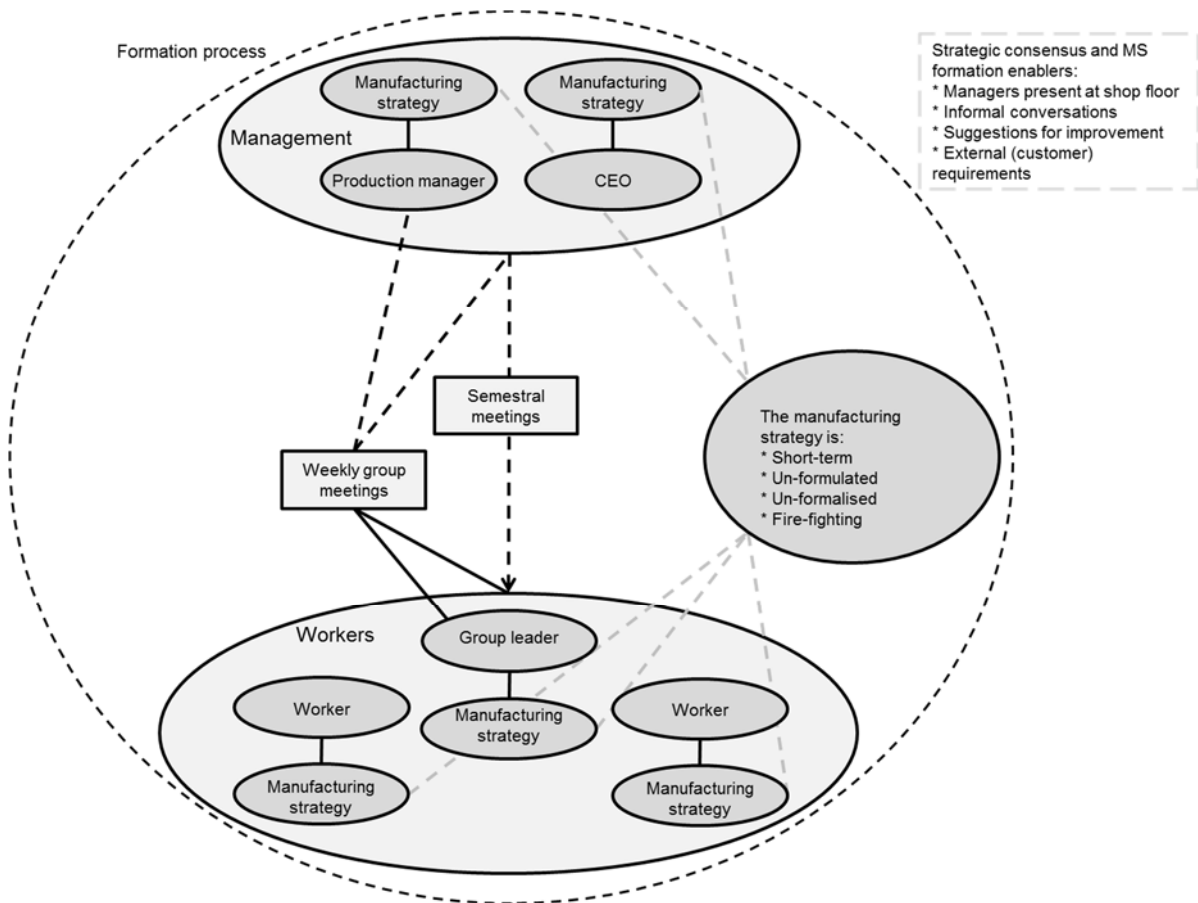 Formation process
Management
Manufacturing
strategy
Manufacturing
strategy
Production manager
CEO
Strategic consensus and MS
formation enablers:
* Managers present at shop floor
* Informal conversations
* Suggestions for improvement
* External (customer)
requirements
Semestral
meetings
Weekly group
meetings
The manufacturing
strategy is:
* Short-term
* Un-formulated
* Un-formalised
* Fire-fighting
Workers
Group leader
Manufacturing
strategy
Worker
Manufacturing
strategy
Worker
Manufacturing
strategy